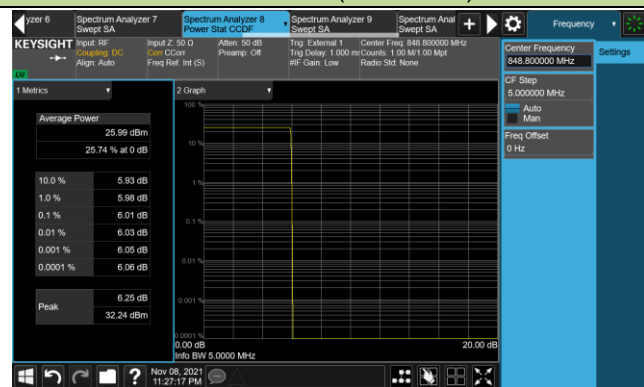 yzer 6
Spectrum Analyzer 7
Swept SA
Spectrum Analyzer 8
Power Stat CCDF
Spectrum Analyzer 9
Swept SA
Spectrum Anal
Swept SA
Frequency
KEYSIGHT
Input: RF
Coupling: DC
Align: Auto
Input Z: 50 Ω
Corr CCorr
Freq Ref: Int (S)
Atten: 50 dB
Preamp: Off
Trig: External 1
Trig Delay: 1.000 m
#IF Gain: Low
Center Freq: 848.800000 MHz
Counts: 1.00 M/1.00 Mpt
Radio Std: None
Center Frequency
848.800000 MHz
Settings
CF Step
5.000000 MHz
Auto
Man
Freq Offset
0 Hz
1 Metrics
Average Power
25.99 dBm
25.74 % at 0 dB
10.0 % 5.93 dB
1.0 % 5.98 dB
0.1 % 6.01 dB
0.01 % 6.03 dB
0.001 % 6.05 dB
0.0001 % 6.06 dB
Peak
6.25 dB
32.24 dBm
2 Graph
100 %
10 %
1 %
0.1 %
0.01 %
0.001 %
0.0001 %
0.00 dB
20.00 dB
Info BW 5.0000 MHz
?
Nov 08, 2021
11:27:17 PM